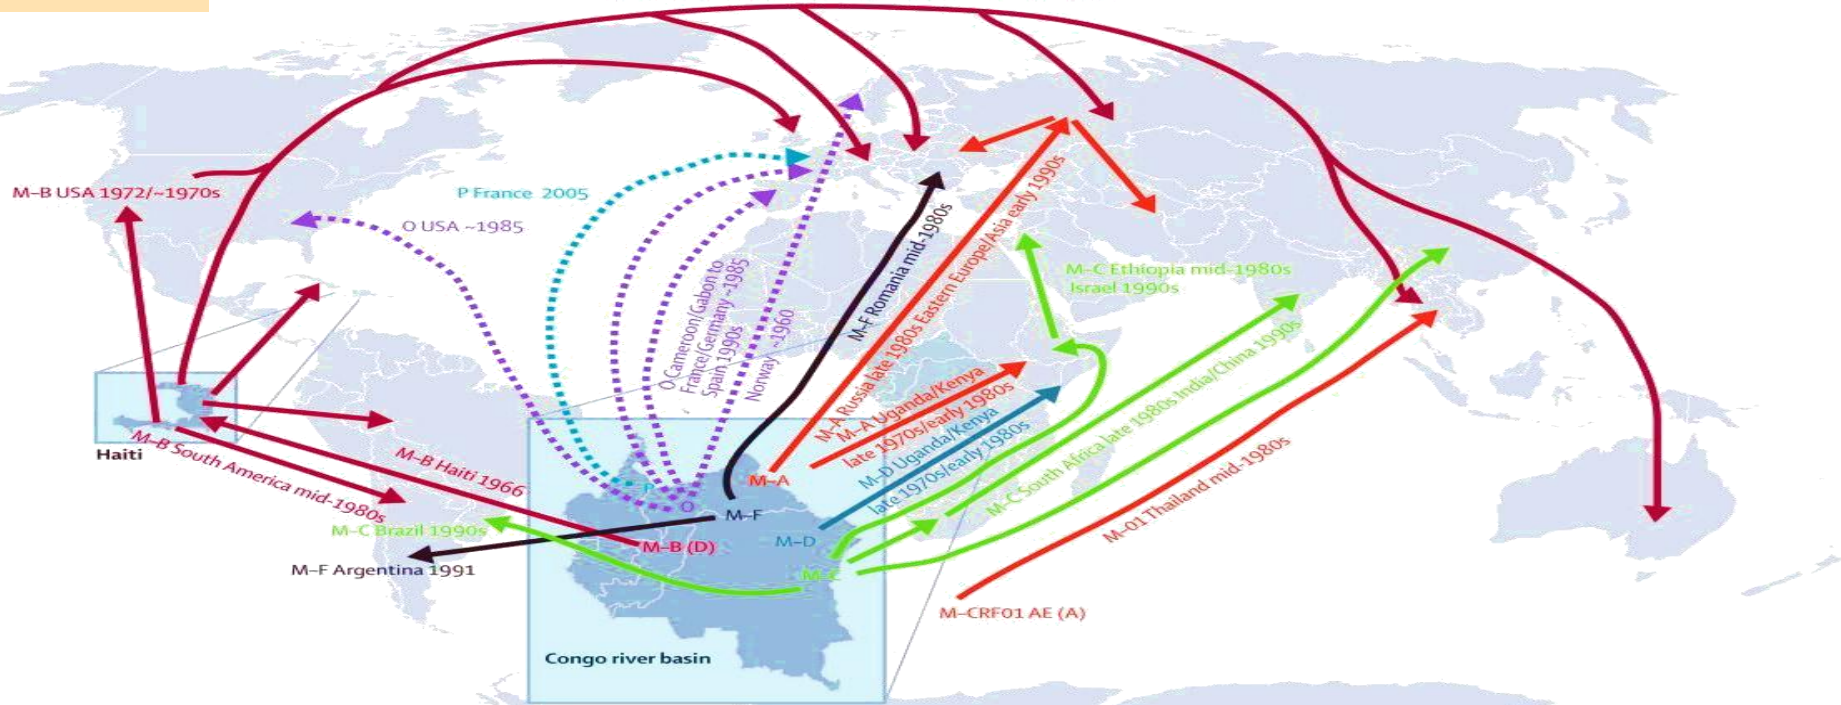 M–B USA 1972/~1970s
P France 2005
O USA ~1985
O Cameroon/Gabon to
France/Germany ~1985
Spain 1990s
Norway ~1960
M–F Romania mid-1980s
M–A Russia late 1980s Eastern Europe/Asia early 1990s
M–C Ethiopia mid-1980s
Israel 1990s
M–A Uganda/Kenya
late 1970s/early 1980s
M–D Uganda/Kenya
late 1970s/early 1980s
M–C South Africa late 1980s India/China 1990s
M–01 Thailand mid-1980s
Haiti
M–B South America mid-1980s
M–B Haiti 1966
M–C Brazil 1990s
M–F Argentina 1991
P
O
M–A
M–F
M–B (D)
M–D
M–C
M–CRF01 AE (A)
Congo river basin